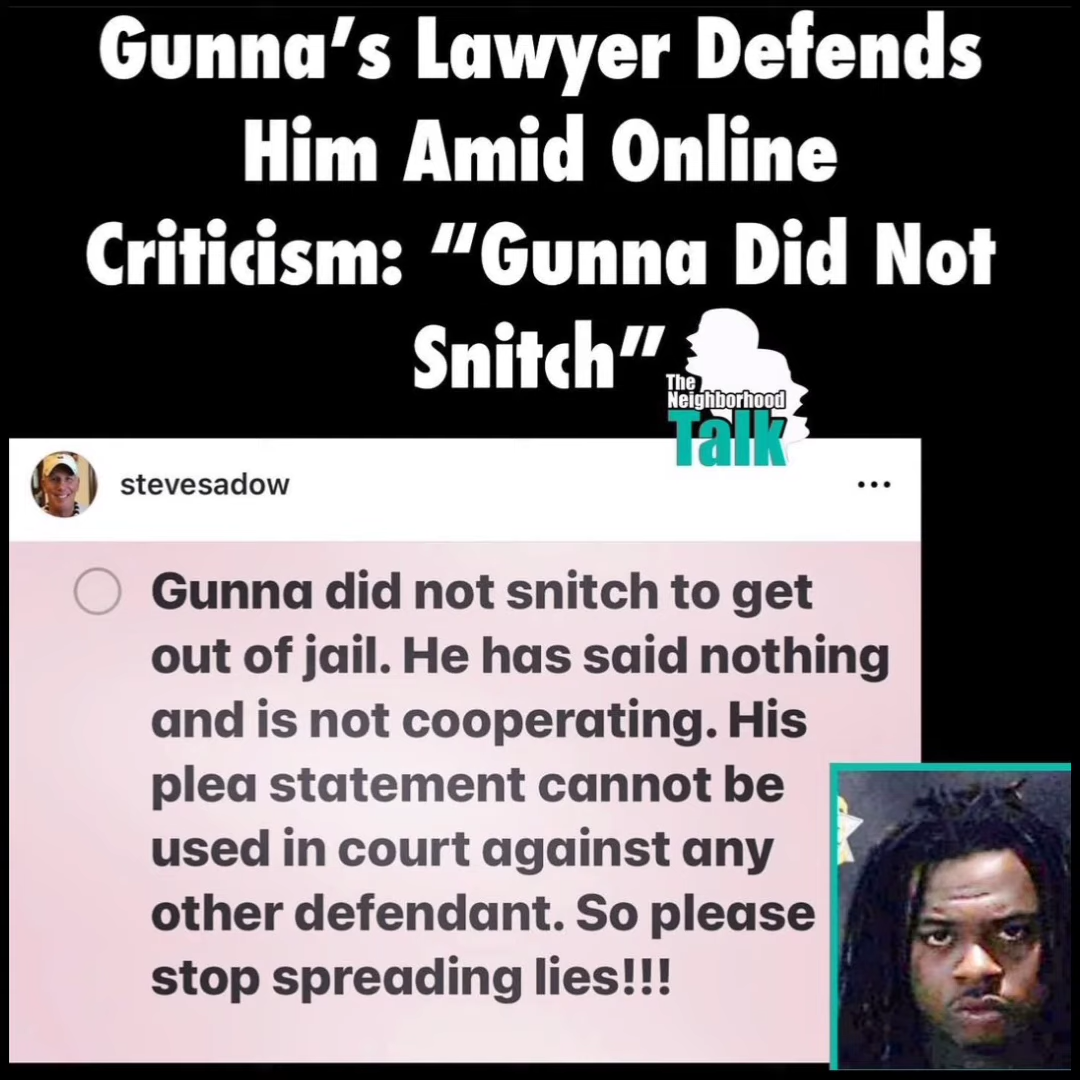 Gunna's Lawyer Defends
Him Amid Online
Criticism: "Gunna Did Not
Snitch"
The
Neighborhood
Talk
stevesadow
Gunna did not snitch to get
out of jail. He has said nothing
and is not cooperating. His
plea statement cannot be
used in court against any
other defendant. So please
stop spreading lies!!!